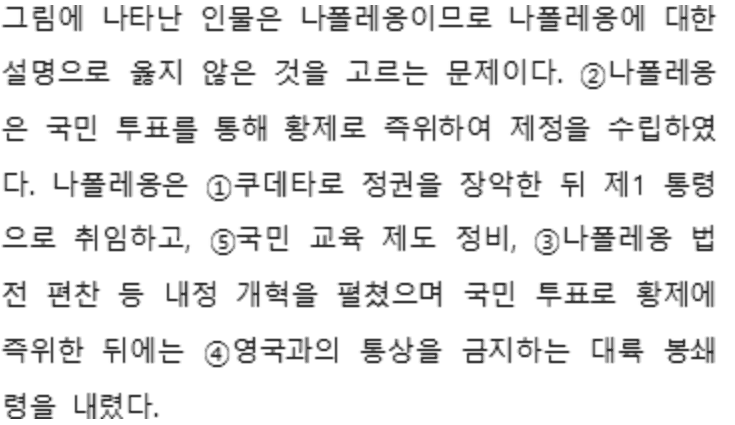 그림에 나타난 인물은 나폴레옹이므로 나폴레옹에 대한
설명으로 옳지 않은 것을 고르는 문제이다. ②나폴레옹
은 국민 투표를 통해 황제로 즉위하여 제정을 수립하였
다. 나폴레옹은 ①쿠데타로 정권을 장악한 뒤 제1 통령
으로 취임하고, ⑤국민 교육 제도 정비, ③나폴레옹 법
전 편찬 등 내정 개혁을 펼쳤으며 국민 투표로 황제에
즉위한 뒤에는 ④영국과의 통상을 금지하는 대륙 봉쇄
령을 내렸다.